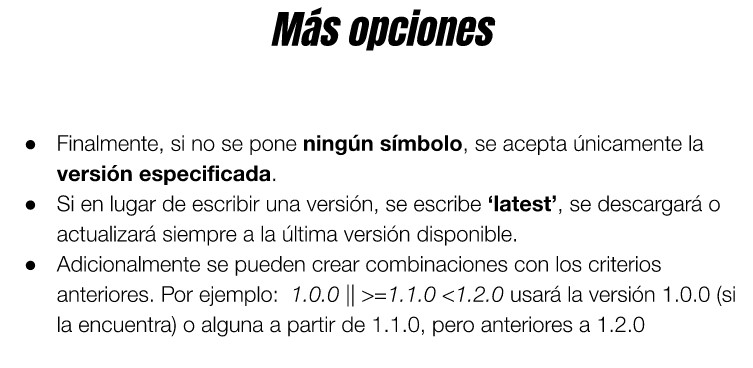 Más opciones
● Finalmente, si no se pone ningún símbolo, se acepta únicamente la
versión especificada.
● Si en lugar de escribir una versión, se escribe ‘latest’, se descargará o
actualizará siempre a la última versión disponible.
● Adicionalmente se pueden crear combinaciones con los criterios
anteriores. Por ejemplo: 1.0.0 || >=1.1.0 <1.2.0 usará la versión 1.0.0 (si
la encuentra) o alguna a partir de 1.1.0, pero anteriores a 1.2.0